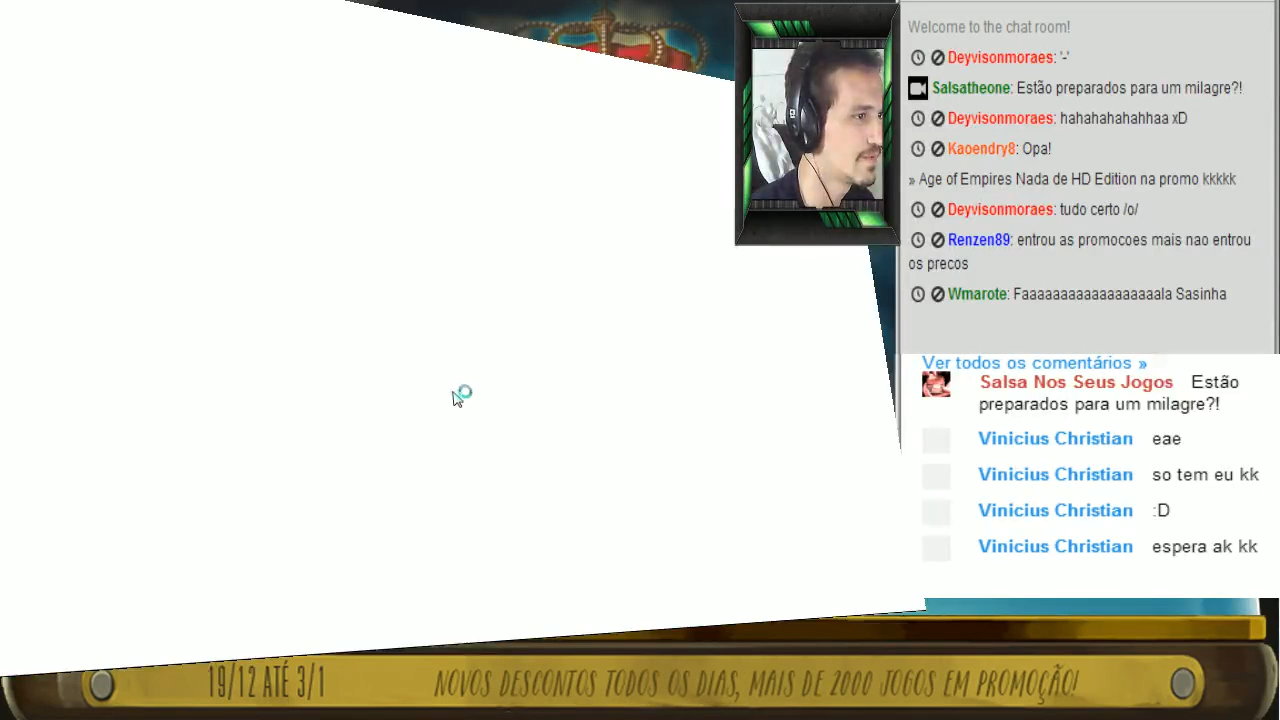 Welcome to the chat room!
Deyvisonmoraes: '-'
Salsatheone: Estão preparados para um milagre?!
Deyvisonmoraes: hahahahahahhaa xD
Kaoendry8: Opa!
» Age of Empires Nada de HD Edition na promo kkkkk
Deyvisonmoraes: tudo certo /o/
Renzen89: entrou as promocoes mais nao entrou
os precos
Wmarote: Faaaaaaaaaaaaaaaaaala Sasinha
Ver todos os comentários »
Salsa Nos Seus Jogos Estão
preparados para um milagre?!
Vinicius Christian eae
Vinicius Christian so tem eu kk
Vinicius Christian :D
Vinicius Christian espera ak kk
19/12 ATÉ 3/1 NOVOS DESCONTOS TODOS OS DIAS, MAIS DE 2000 JOGOS EM PROMOÇÃO!